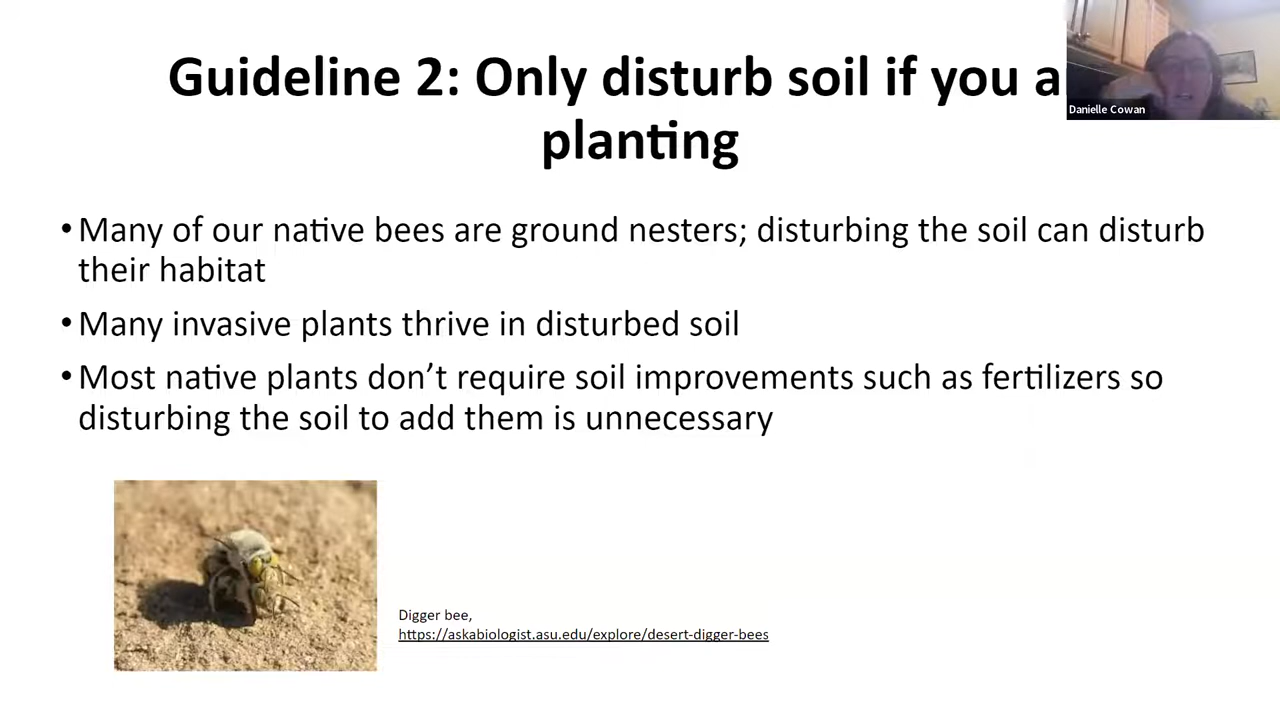 Guideline 2: Only disturb soil if you a
planting
Danielle Cowan
•Many of our native bees are ground nesters; disturbing the soil can disturb
their habitat
•Many invasive plants thrive in disturbed soil
•Most native plants don’t require soil improvements such as fertilizers so
disturbing the soil to add them is unnecessary
Digger bee,
https://askabiologist.asu.edu/explore/desert-digger-bees